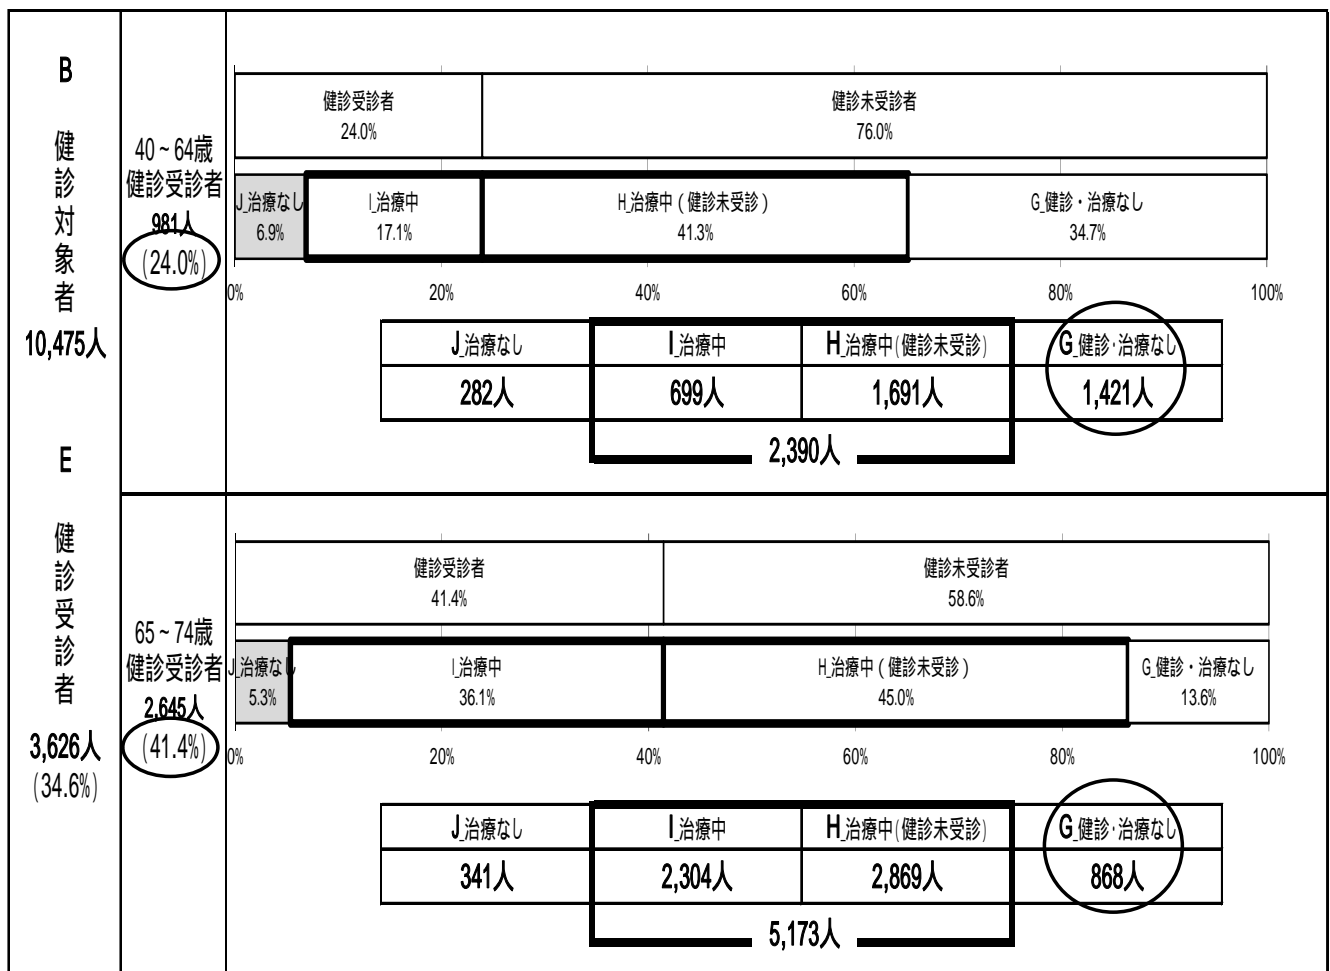 B
健
診
対
象
者
10,475人
E
健
診
受
診
者
3,626人
(34.6%)
40~64歳
健診受診者
981人
(24.0%)
健診受診者
24.0%
健診未受診者
76.0%
J_治療なし
6.9%
I_治療中
17.1%
H_治療中(健診未受診)
41.3%
G_健診・治療なし
34.7%
0% 20% 40% 60% 80% 100%
J_治療なし I_治療中 H_治療中(健診未受診) G_健診・治療なし
282人 699人 1,691人 1,421人
2,390人
65~74歳
健診受診者
2,645人
(41.4%)
健診受診者
41.4%
健診未受診者
58.6%
J_治療なし
5.3%
I_治療中
36.1%
H_治療中(健診未受診)
45.0%
G_健診・治療なし
13.6%
0% 20% 40% 60% 80% 100%
J_治療なし I_治療中 H_治療中(健診未受診) G_健診・治療なし
341人 2,304人 2,869人 868人
5,173人